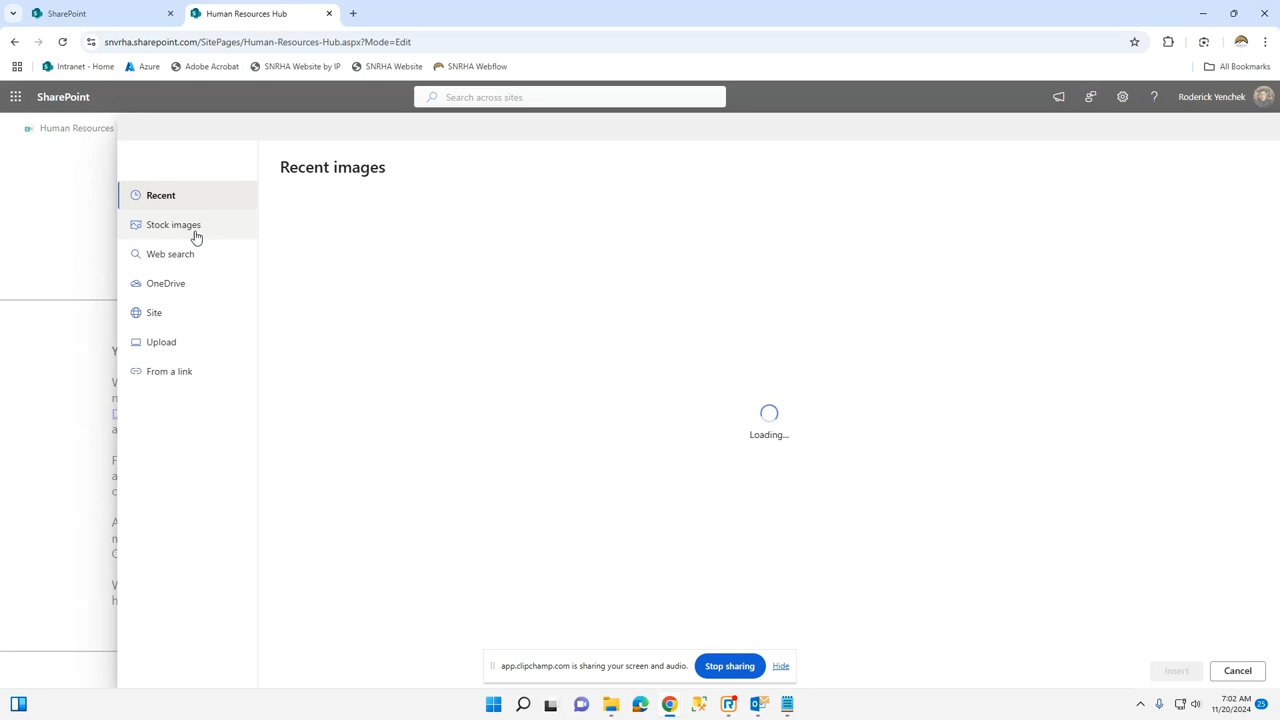 SharePoint
Human Resources Hub
snvrha.sharepoint.com/SitePages/Human-Resources-Hub.aspx?Mode=Edit
Intranet - Home
Azure
Adobe Acrobat
SNRHA Website by IP
SNRHA Website
SNRHA Webflow
All Bookmarks
SharePoint
Search across sites
Roderick Yenchek
Human Resources
Recent images
Recent
Stock images
Web search
OneDrive
Site
Upload
From a link
Loading...
app.clipchamp.com is sharing your screen and audio.
Stop sharing
Hide
Insert
Cancel
7:02 AM
11/20/2024
25